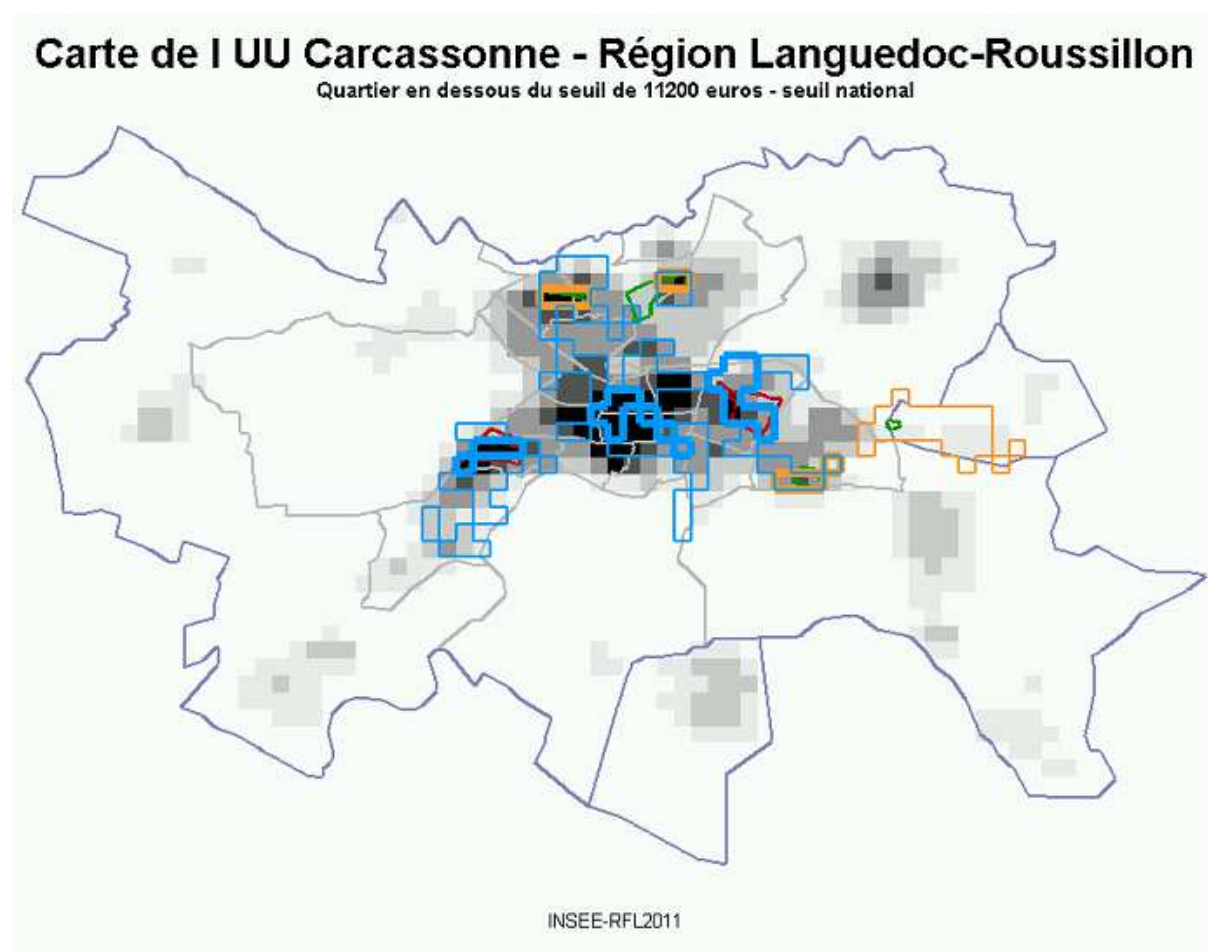 Carte de l UU Carcassonne - Région Languedoc-Roussillon
Quartier en dessous du seuil de 11200 euros - seuil national
INSEE-RFL2011